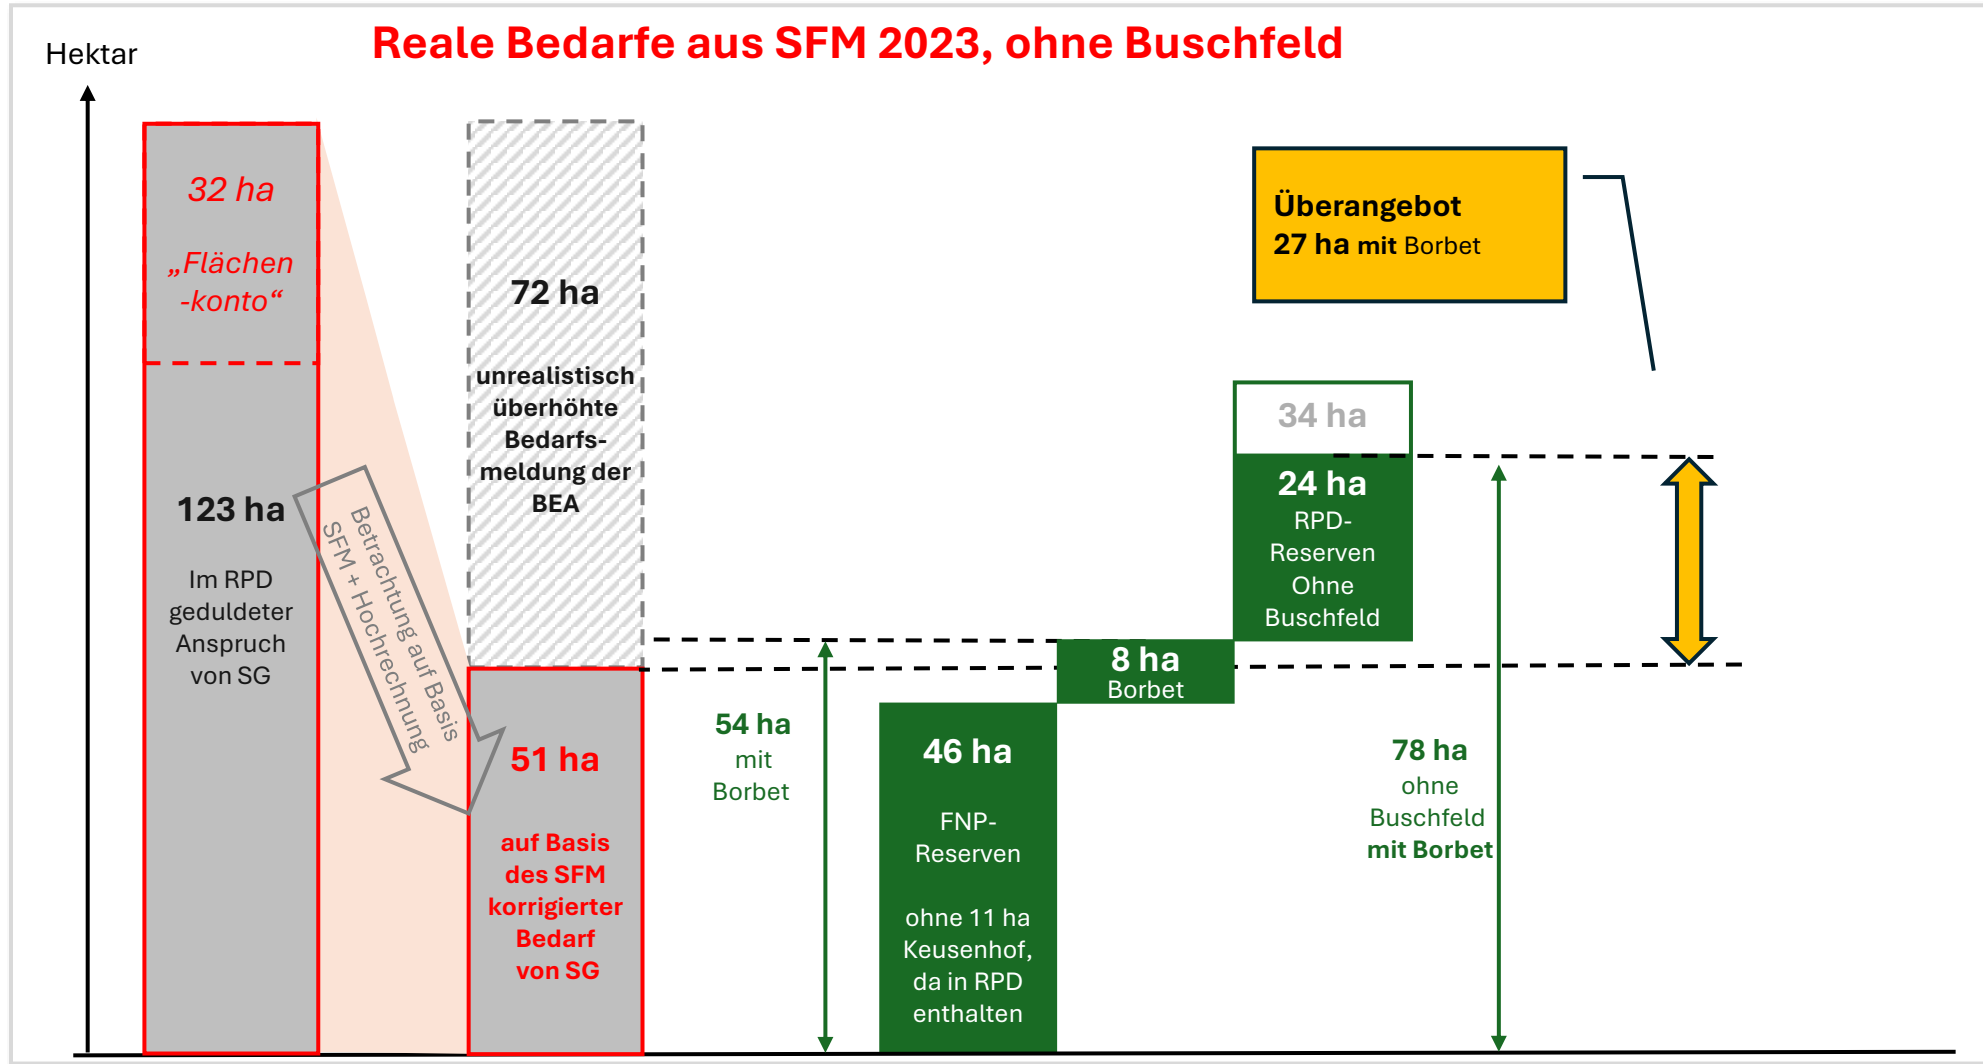 Reale Bedarfe aus SFM 2023, ohne Buschfeld
Hektar
32 ha
„Flächen
-konto“
123 ha
Im RPD
geduldeter
Anspruch
von SG
Betrachtung auf Basis
SFM + Hochrechnung
72 ha
unrealistisch
überhöhte
Bedarfs-
meldung der
BEA
51 ha
auf Basis
des SFM
korrigierter
Bedarf
von SG
54 ha
mit
Borbet
46 ha
FNP-
Reserven
ohne 11 ha
Keusenhof,
da in RPD
enthalten
8 ha
Borbet
34 ha
24 ha
RPD-
Reserven
Ohne
Buschfeld
78 ha
ohne
Buschfeld
mit Borbet
Überangebot
27 ha mit Borbet